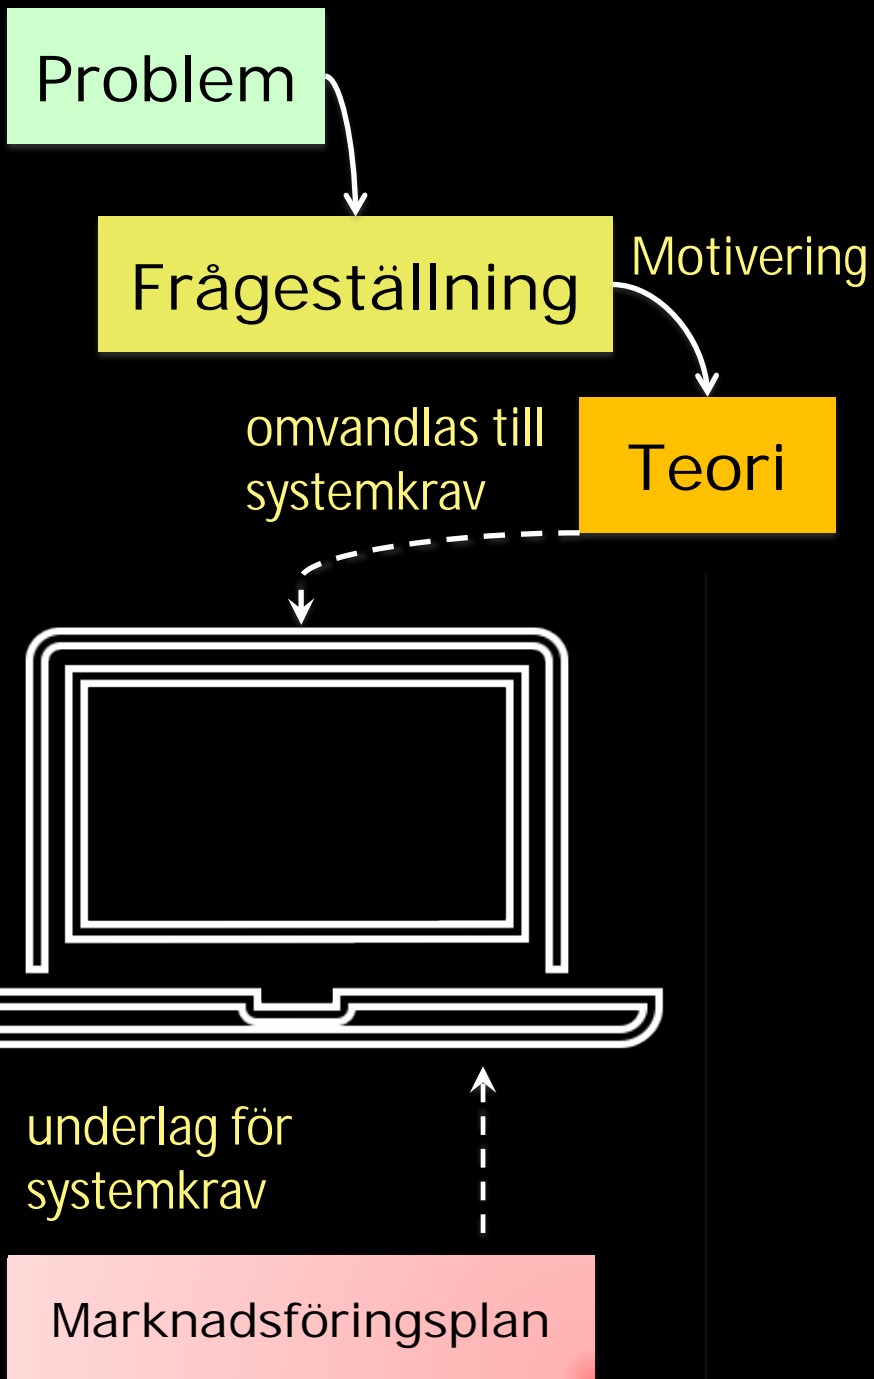 Problem
Frågeställning
Motivering
omvandlas till
systemkrav
Teori
underlag för
systemkrav
Marknadsföringsplan